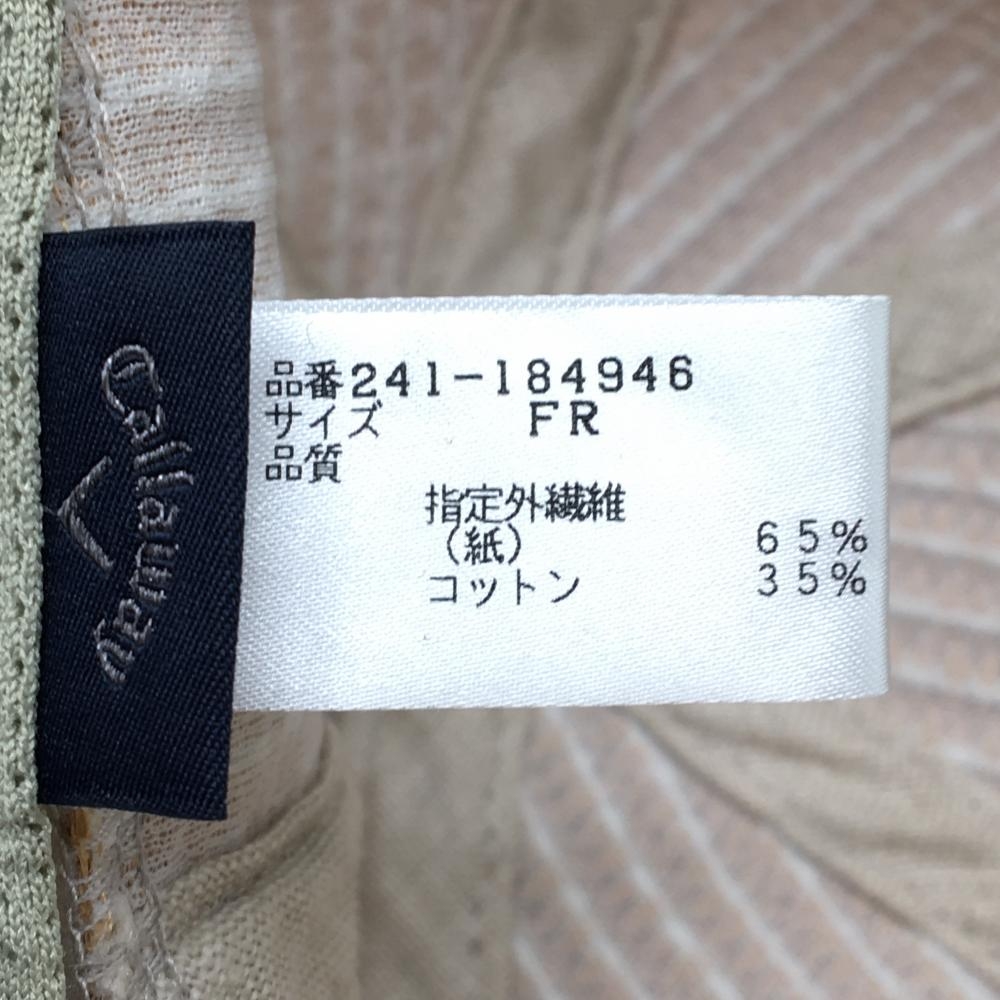 Callaway
品番241-184946
サイズ FR
品質
指定外繊維
(紙) 65%
コットン 35%